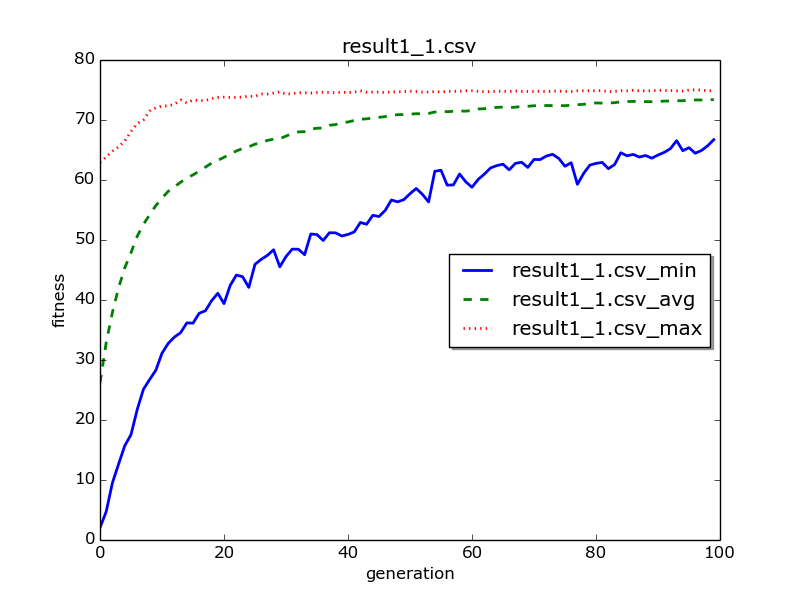 result1_1.csv
80
70
60
50
40
30
20
10
0
fitness
result1_1.csv_min
result1_1.csv_avg
result1_1.csv_max
0 20 40 60 80 100
generation